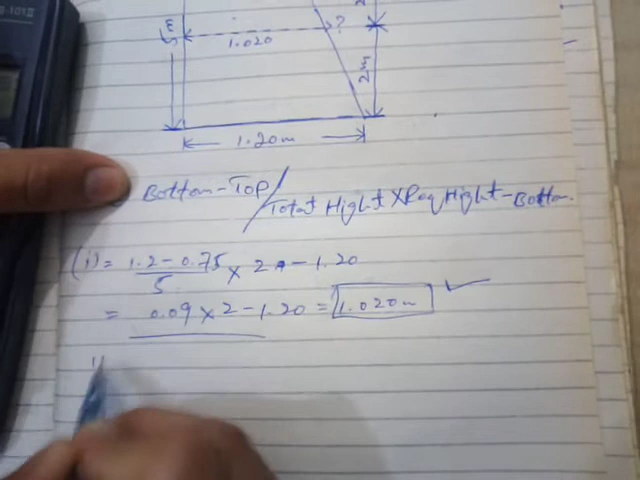 ?
1.020
2m
1.20m
Bottom-Top/Total Hight X Req Hight-Bottom.
(i) = 1.2-0.75/5 x 2 - 1.20
= 0.09 x 2 - 1.20 = 1.020m